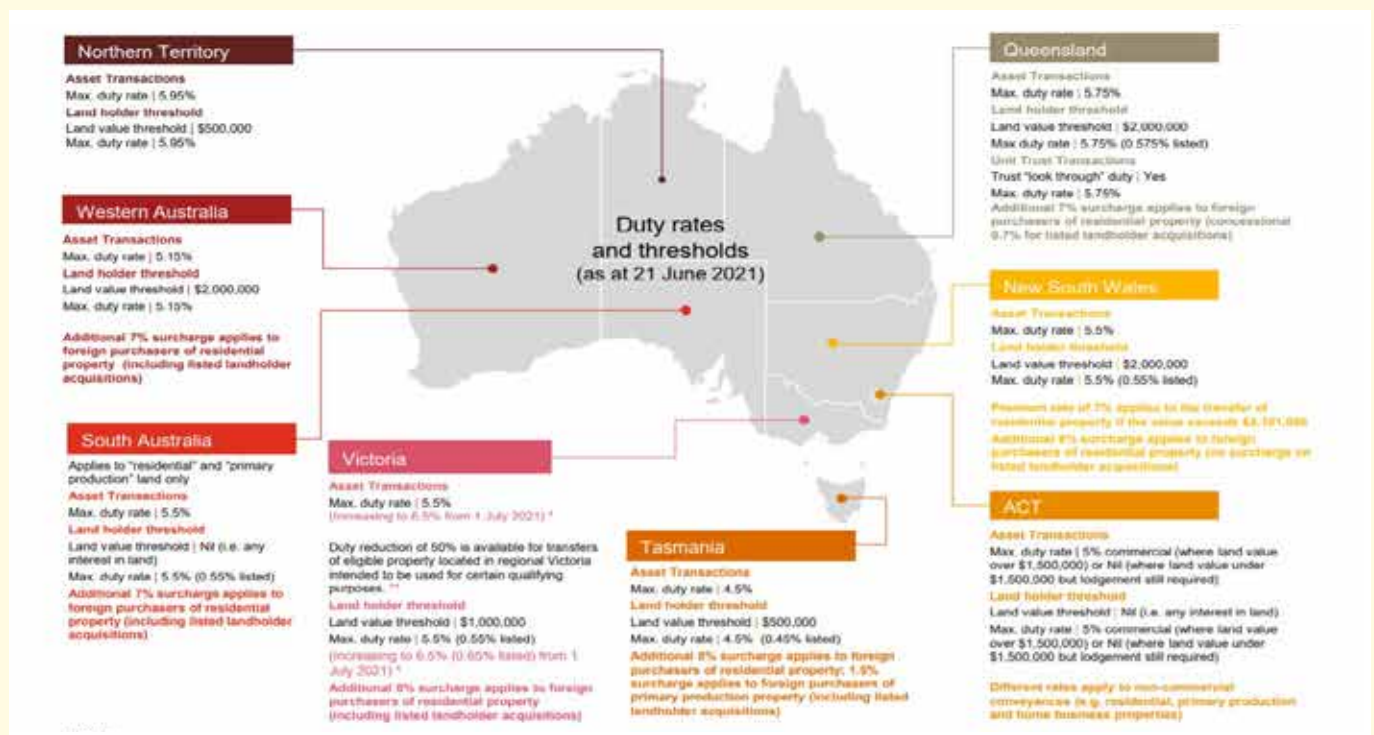 Northern Territory
Asset Transactions
Max. duty rate | 5.95%
Land holder threshold
Land value threshold | $500,000
Max. duty rate | 5.95%
Western Australia
Asset Transactions
Max. duty rate | 5.15%
Land holder threshold
Land value threshold | $2,000,000
Max. duty rate | 5.15%
Additional 7% surcharge applies to
foreign purchasers of residential
property (including listed landholder
acquisitions)
South Australia
Applies to "residential" and "primary
production" land only
Asset Transactions
Max. duty rate | 5.5%
Land holder threshold
Land value threshold | Nil (i.e. any
interest in land)
Max. duty rate | 5.5% (0.55% listed)
Additional 7% surcharge applies to
foreign purchasers of residential
property (including listed landholder
acquisitions)
Duty rates
and thresholds
(as at 21 June 2021)
Victoria
Asset Transactions
Max. duty rate | 5.5%
(Increasing to 6.5% from 1 July 2021) *
Duty reduction of 50% is available for transfers
of eligible property located in regional Victoria
intended to be used for certain qualifying
purposes. **
Land holder threshold
Land value threshold | $1,000,000
Max. duty rate | 5.5% (0.55% listed)
(increasing to 6.5% (0.65% listed) from 1
July 2021) *
Additional 8% surcharge applies to foreign
purchasers of residential property
(including listed landholder acquisitions)
Tasmania
Asset Transactions
Max. duty rate | 4.5%
Land holder threshold
Land value threshold | $500,000
Max. duty rate | 4.5% (0.45% listed)
Additional 8% surcharge applies to foreign
purchasers of residential property; 1.5%
surcharge applies to foreign purchasers of
primary production property (including listed
landholder acquisitions)
Queensland
Asset Transactions
Max. duty rate | 5.75%
Land holder threshold
Land value threshold | $2,000,000
Max duty rate | 5.75% (0.575% listed)
Unit Trust Transactions
Trust "look through" duty | Yes
Max. duty rate | 5.75%
Additional 7% surcharge applies to foreign
purchasers of residential property (concessional
0.7% for listed landholder acquisitions)
New South Wales
Asset Transactions
Max. duty rate | 5.5%
Land holder threshold
Land value threshold | $2,000,000
Max. duty rate | 5.5% (0.55% listed)
Premium rate of 7% applies to the transfer of
residential property if the value exceeds
Additional 8% surcharge applies to foreign
purchasers of residential property (no surcharge on
listed landholder acquisitions)
ACT
Asset Transactions
Max. duty rate | 5% commercial (where land value
over $1,500,000) or Nil (where land value under
$1,500,000 but lodgement still required)
Land holder threshold
Land value threshold | Nil (i.e. any interest in land)
Max. duty rate | 5% commercial (where land value
over $1,500,000) or Nil (where land value under
$1,500,000 but lodgement still required)
Different rates apply to non-commercial
conveyances (e.g. residential, primary production
and home business properties)